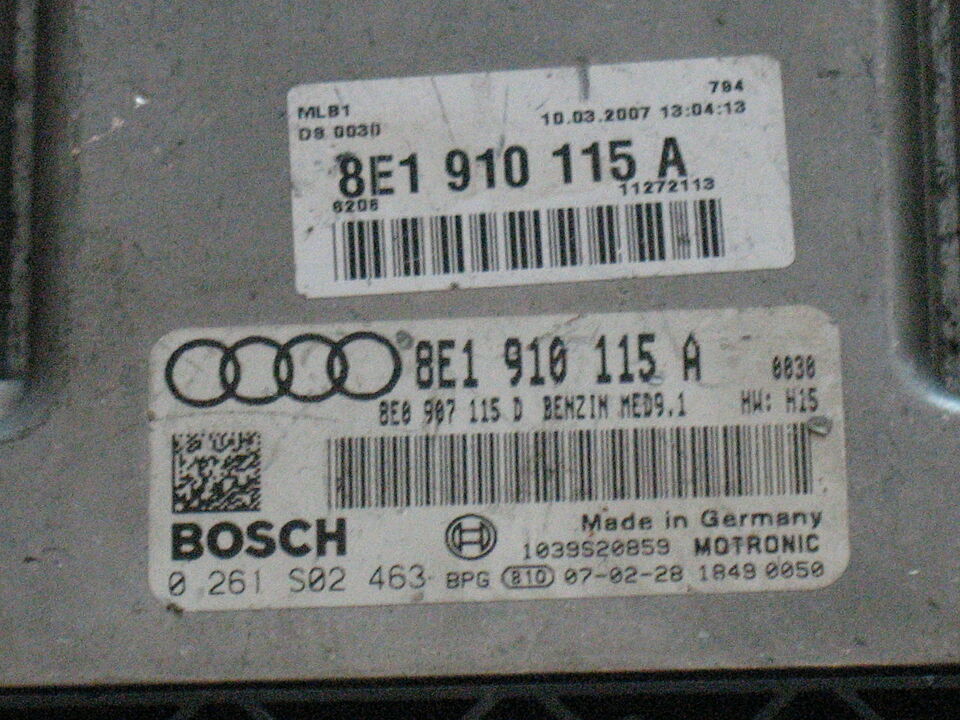 794
MLB1
10.03.2007 13:04:13
D9 0030
8E1 910 115 A
11272113
6206
8E1 910 115 A
0030
8E0 907 115 D BENZIN MED9.1 HW: H15
Made in Germany
BOSCH
1039S20859 MOTRONIC
0 261 S02 463 BPG 810 07-02-28 1849 0050